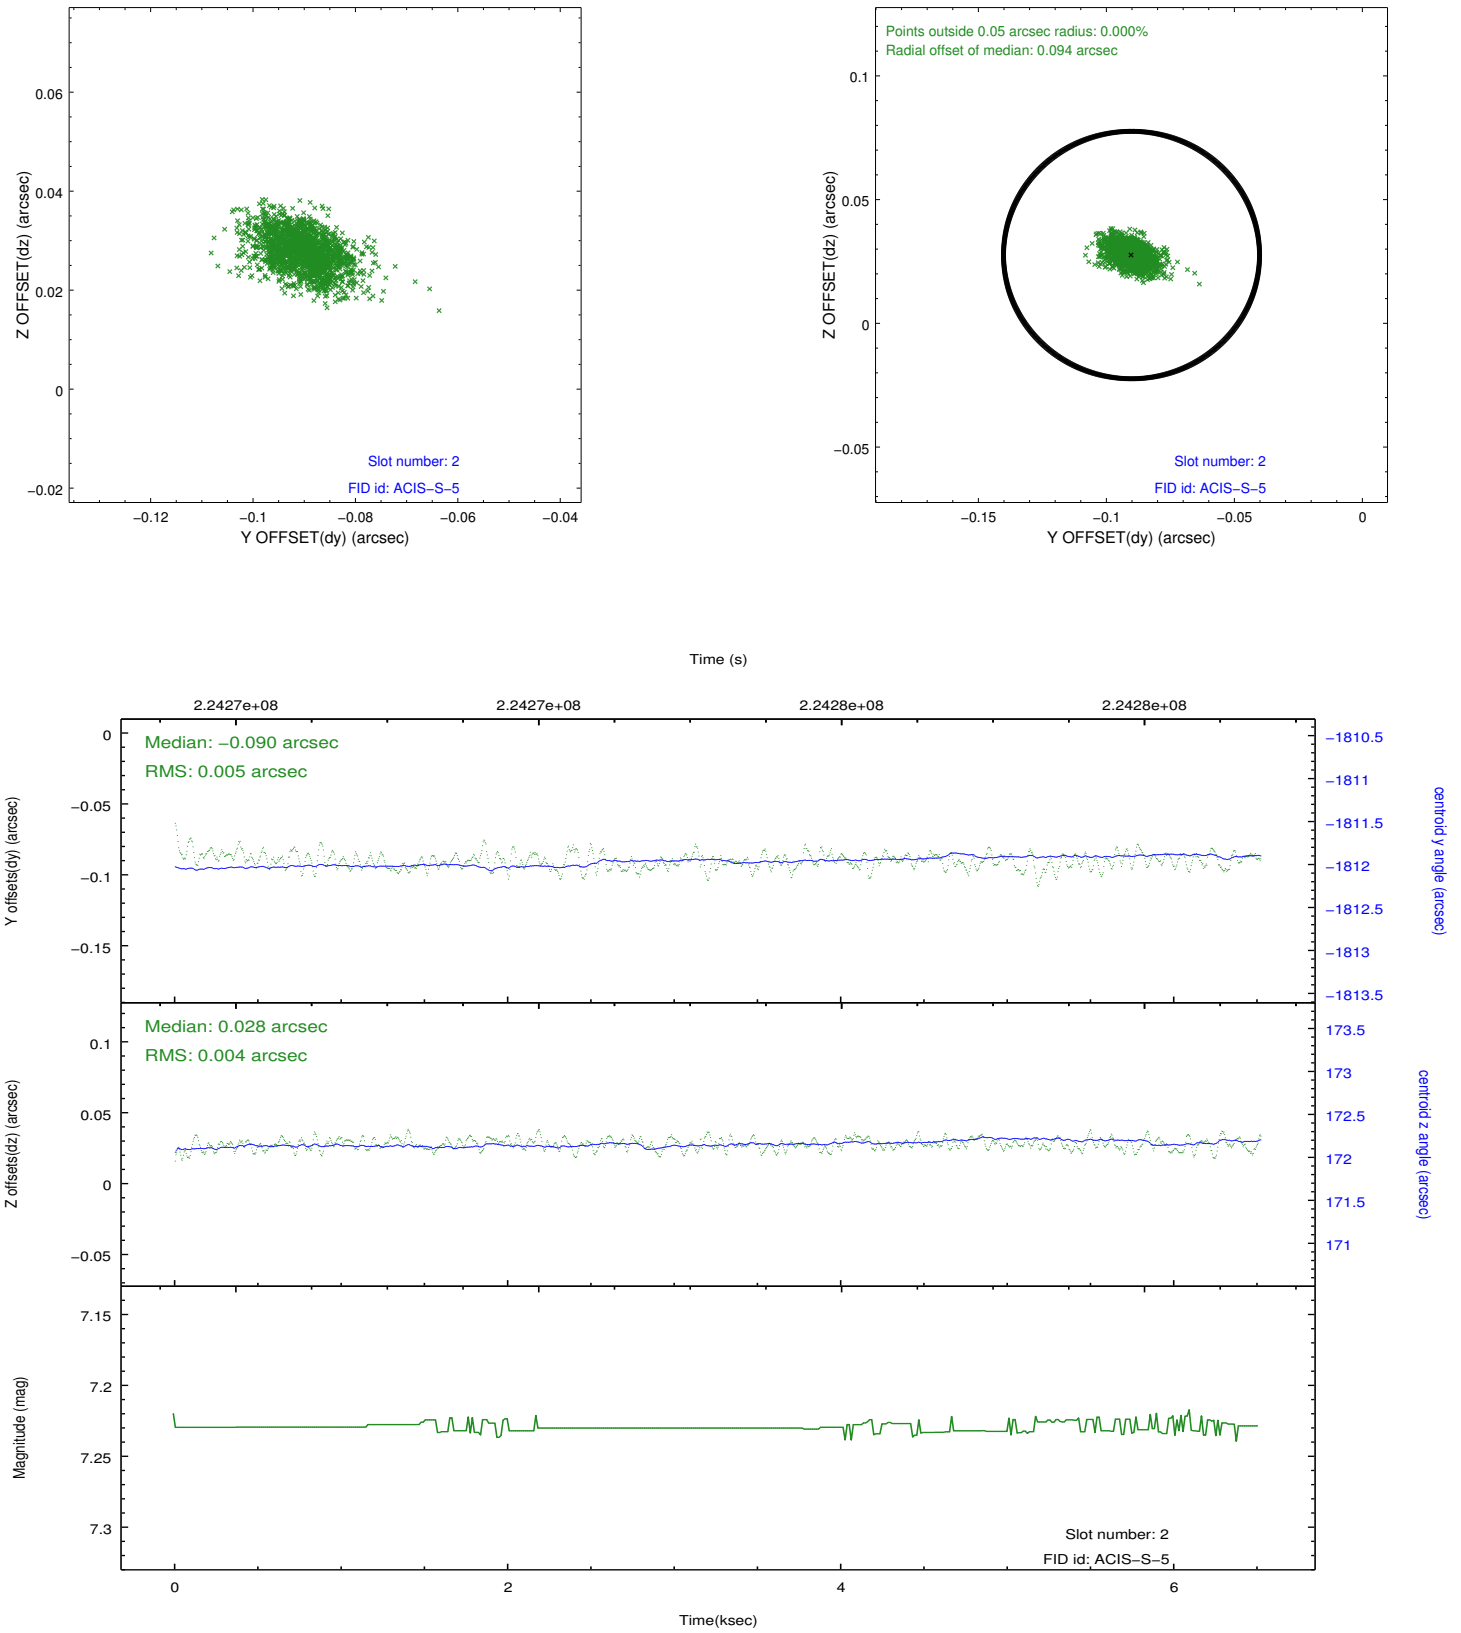 0.06
0.04
0.02
0
−0.02
Z OFFSET(dz) (arcsec)
Slot number: 2
FID id: ACIS−S−5
−0.12 −0.1 −0.08 −0.06 −0.04
Y OFFSET(dy) (arcsec)
Points outside 0.05 arcsec radius: 0.000%
Radial offset of median: 0.094 arcsec
0.1
0.05
0
−0.05
Z OFFSET(dz) (arcsec)
Slot number: 2
FID id: ACIS−S−5
−0.15 −0.1 −0.05 0
Y OFFSET(dy) (arcsec)
Time (s)
2.2427e+08 2.2427e+08 2.2428e+08 2.2428e+08
Median: −0.090 arcsec
RMS: 0.005 arcsec
0
−0.05
−0.1
−0.15
Y offsets(dy) (arcsec)
−1810.5
−1811
−1811.5
−1812
−1812.5
−1813
−1813.5
centroid y angle (arcsec)
Median: 0.028 arcsec
RMS: 0.004 arcsec
0.1
0.05
0
−0.05
Z offsets(dz) (arcsec)
173.5
173
172.5
172
171.5
171
centroid z angle (arcsec)
7.15
7.2
7.25
7.3
Magnitude (mag)
Slot number: 2
FID id: ACIS−S−5
0 2 4 6
Time(ksec)